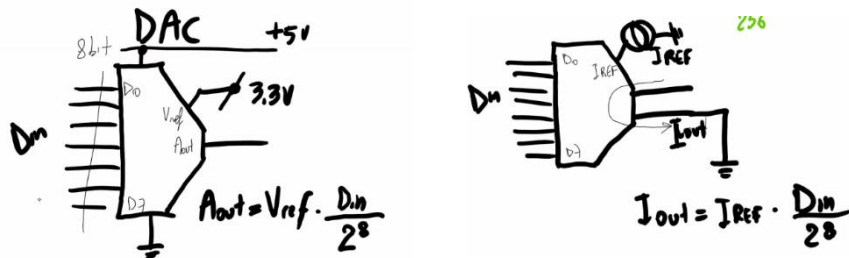 DAC
8bit
+5v
D0
Din
Vref
3.3V
Aout
D7
Aout = Vref · Din / 2^8
256
IREF
D0
IREF
Din
Iout
D7
Iout = IREF · Din / 2^8